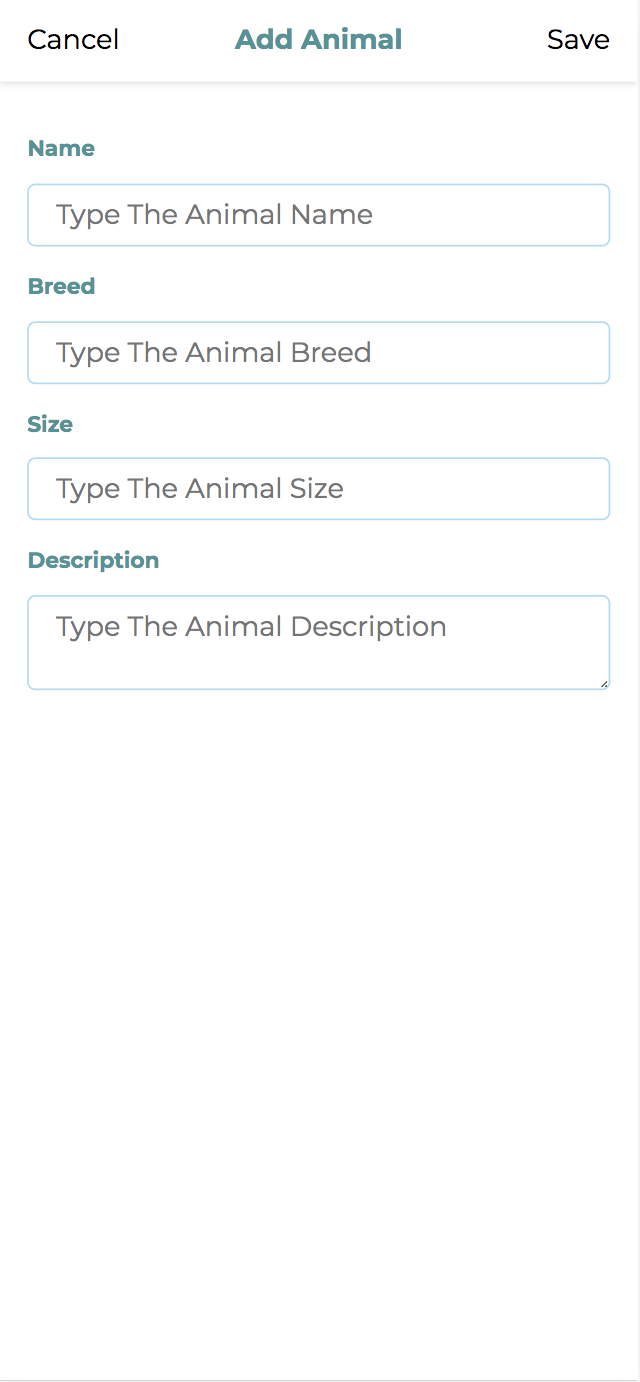 Cancel Add Animal Save
Name
Type The Animal Name
Breed
Type The Animal Breed
Size
Type The Animal Size
Description
Type The Animal Description